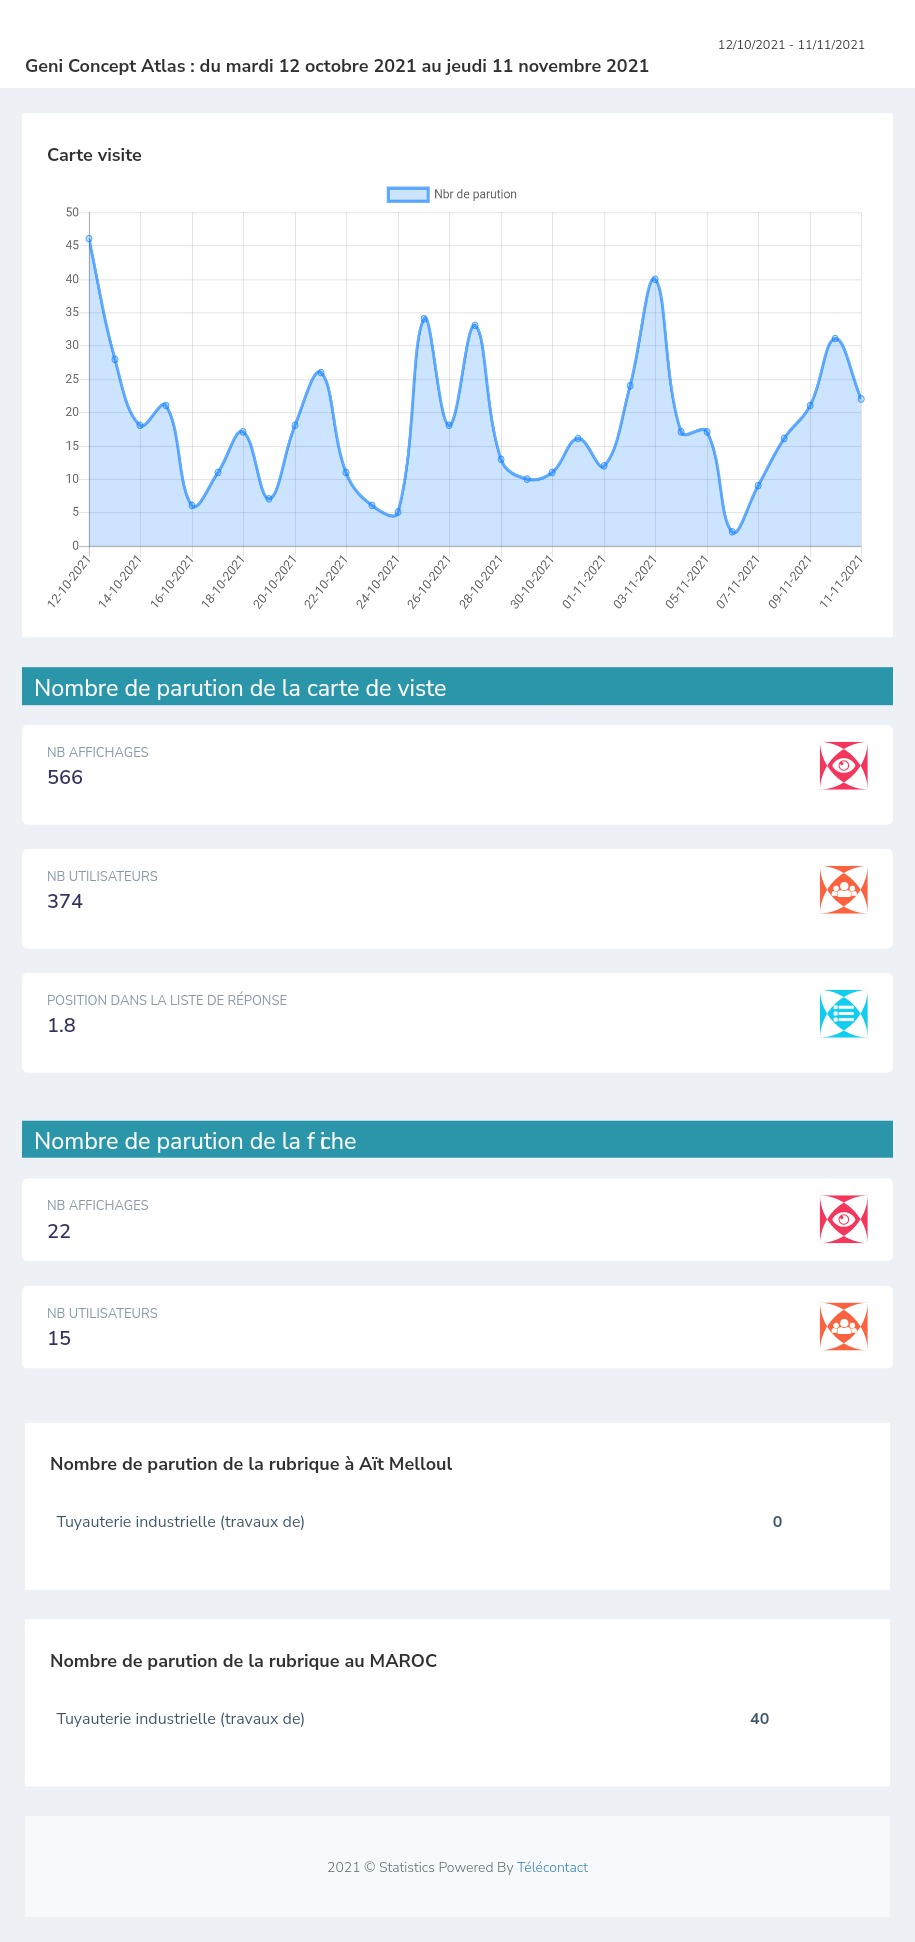 12/10/2021 - 11/11/2021
Geni Concept Atlas : du mardi 12 octobre 2021 au jeudi 11 novembre 2021
Carte visite
Nbr de parution
50
45
40
35
30
25
20
15
10
5
0
12-10-2021
14-10-2021
16-10-2021
18-10-2021
20-10-2021
22-10-2021
24-10-2021
26-10-2021
28-10-2021
30-10-2021
01-11-2021
03-11-2021
05-11-2021
07-11-2021
09-11-2021
11-11-2021
Nombre de parution de la carte de viste
NB AFFICHAGES
566
NB UTILISATEURS
374
POSITION DANS LA LISTE DE RÉPONSE
1.8
Nombre de parution de la fiche
NB AFFICHAGES
22
NB UTILISATEURS
15
Nombre de parution de la rubrique à Aït Melloul
Tuyauterie industrielle (travaux de) 0
Nombre de parution de la rubrique au MAROC
Tuyauterie industrielle (travaux de) 40
2021 © Statistics Powered By Télécontact